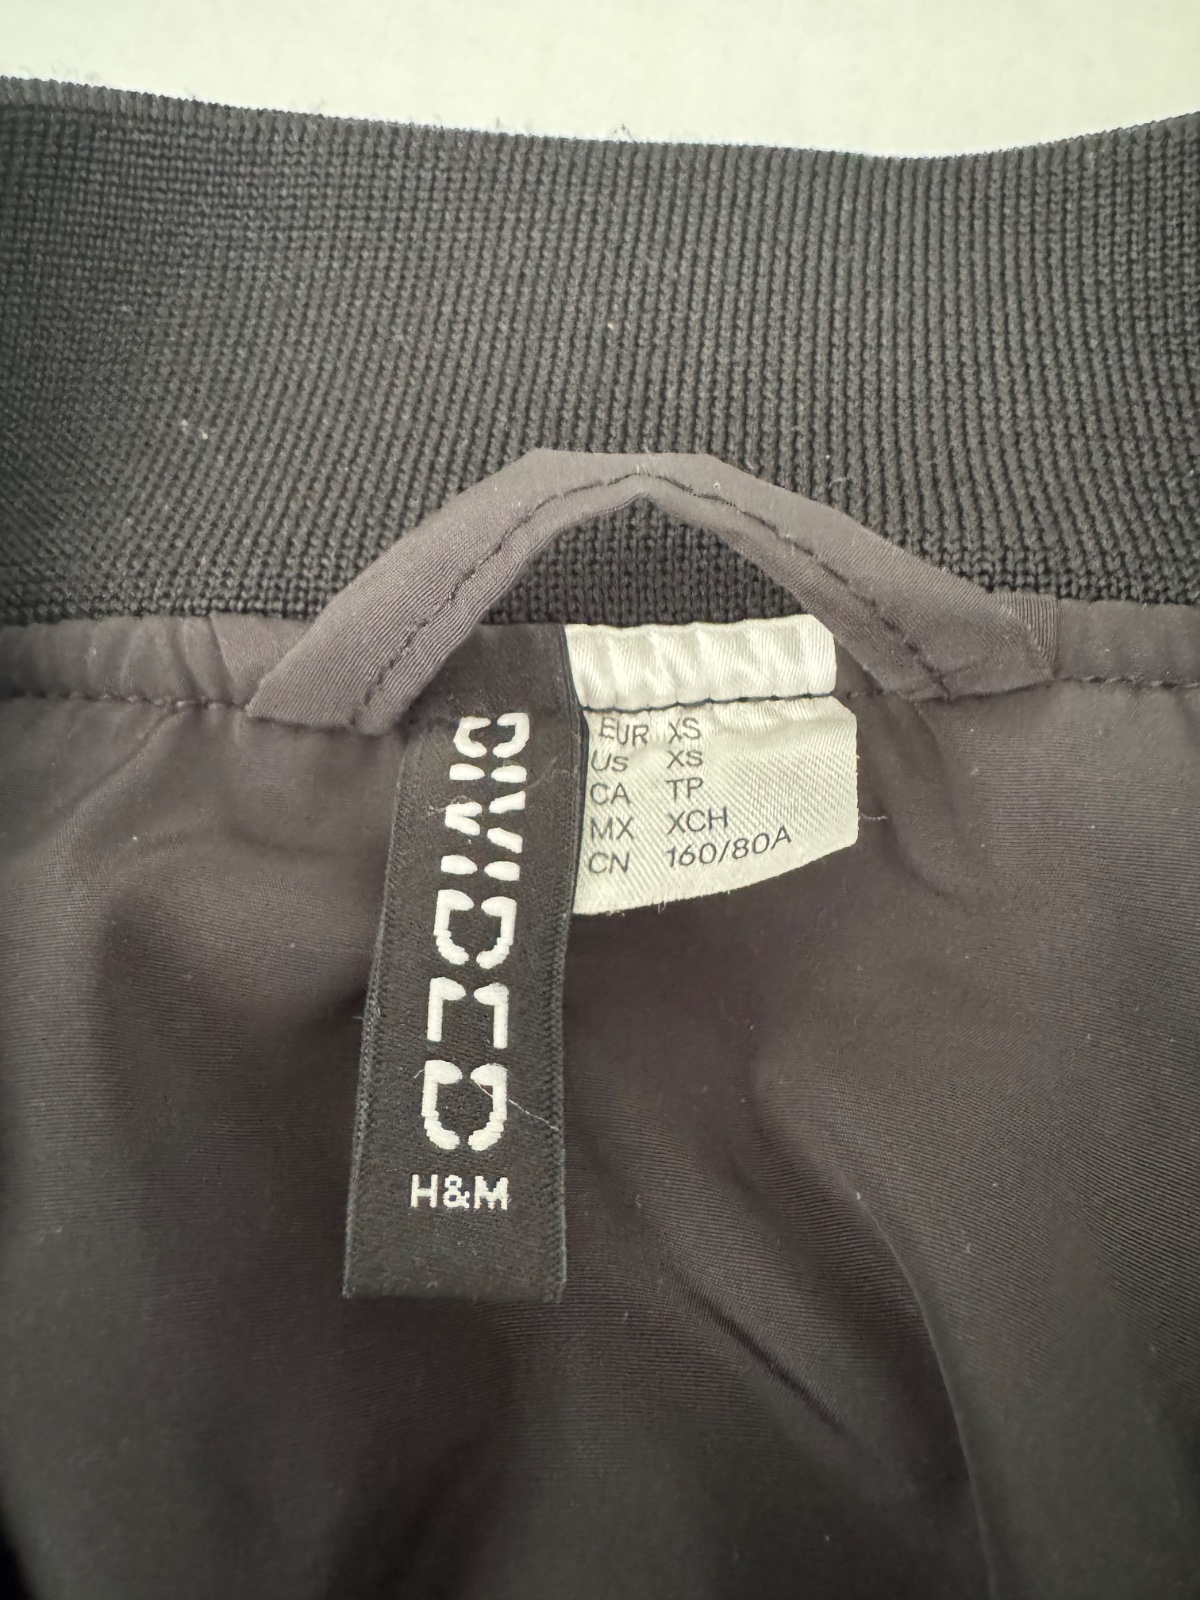 DIVIDED
H&M
EUR XS
US XS
CA TP
MX XCH
CN 160/80A